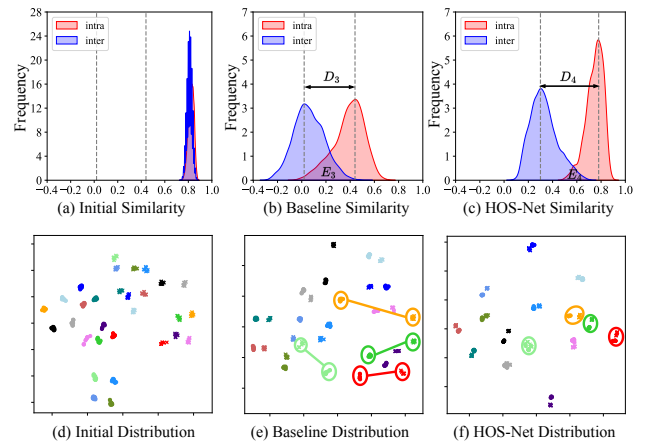 28
24
20
16
12
8
4
0
Frequency
intra
inter
−0.4 −0.2 0.0 0.2 0.4 0.6 0.8 1.0
(a) Initial Similarity
7
6
5
4
3
2
1
0
Frequency
intra
inter
D3
E3
−0.4 −0.2 0.0 0.2 0.4 0.6 0.8 1.0
(b) Baseline Similarity
7
6
5
4
3
2
1
0
Frequency
intra
inter
D4
E4
−0.4 −0.2 0.0 0.2 0.4 0.6 0.8 1.0
(c) HOS-Net Similarity
(d) Initial Distribution
(e) Baseline Distribution
(f) HOS-Net Distribution